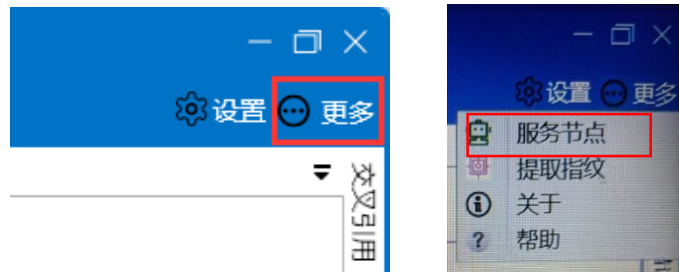 设置 更多
交叉引用
设置 更多
服务节点
提取指纹
关于
帮助